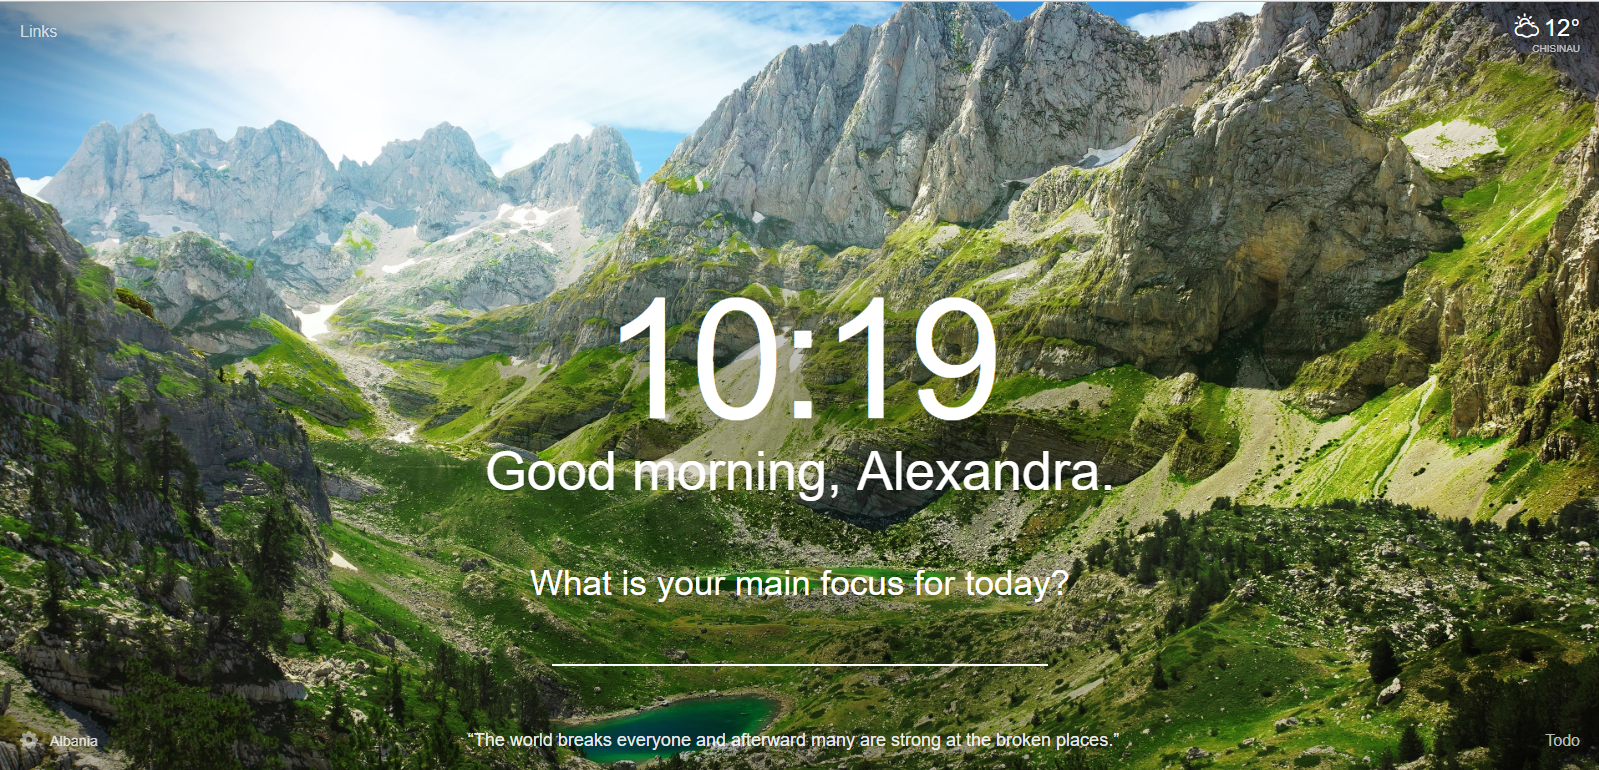 Links
12°
CHISINAU
10:19
Good morning, Alexandra.
What is your main focus for today?
Albania
“The world breaks everyone and afterward many are strong at the broken places.”
Todo